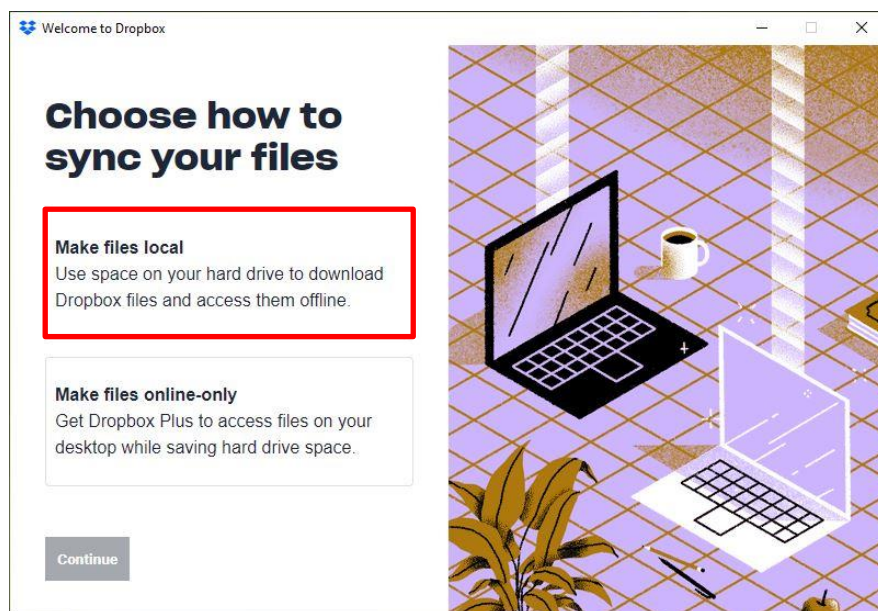 Welcome to Dropbox
Choose how to
sync your files
Make files local
Use space on your hard drive to download
Dropbox files and access them offline.
Make files online-only
Get Dropbox Plus to access files on your
desktop while saving hard drive space.
Continue